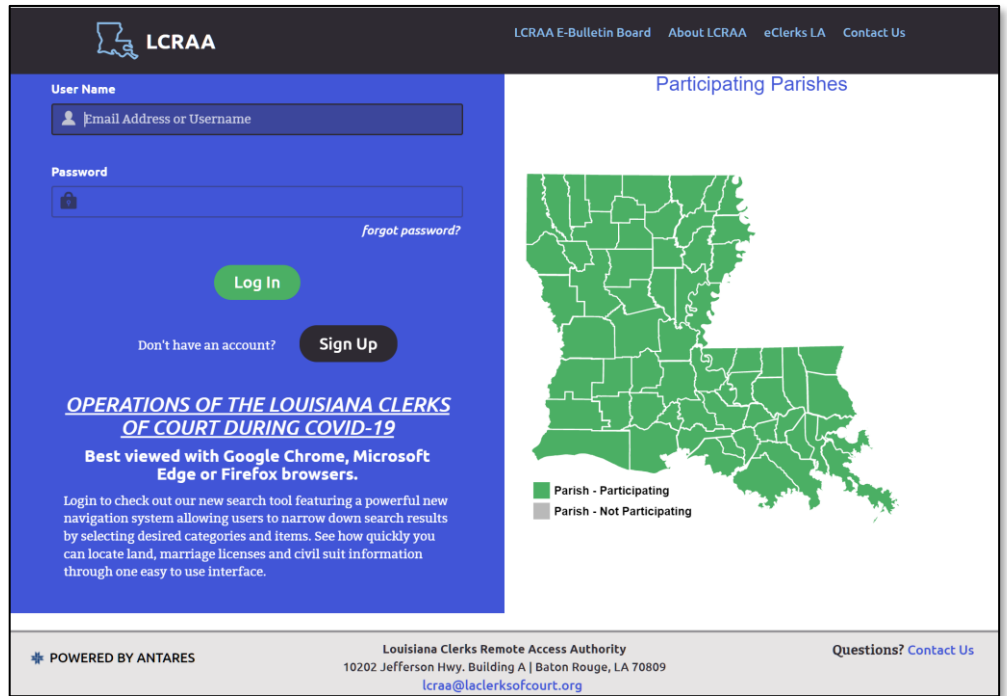 LCRAA
LCRAA E-Bulletin Board About LCRAA eClerks LA Contact Us
User Name
Email Address or Username
Password
forgot password?
Log In
Don't have an account? Sign Up
OPERATIONS OF THE LOUISIANA CLERKS
OF COURT DURING COVID-19
Best viewed with Google Chrome, Microsoft
Edge or Firefox browsers.
Login to check out our new search tool featuring a powerful new
navigation system allowing users to narrow down search results
by selecting desired categories and items. See how quickly you
can locate land, marriage licenses and civil suit information
through one easy to use interface.
Participating Parishes
Parish - Participating
Parish - Not Participating
POWERED BY ANTARES
Louisiana Clerks Remote Access Authority
10202 Jefferson Hwy. Building A | Baton Rouge, LA 70809
lcraa@laclerksofcourt.org
Questions? Contact Us